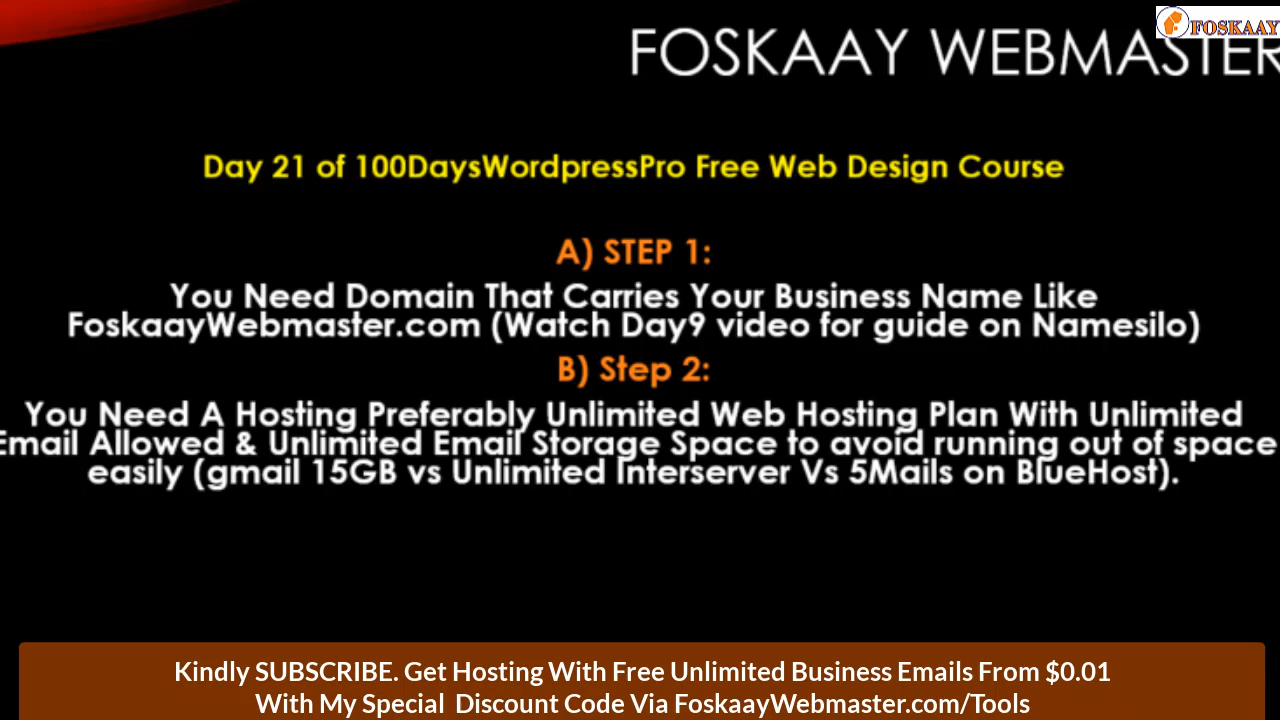 FOSKAAY
FOSKAAY WEBMASTER
Day 21 of 100DaysWordpressPro Free Web Design Course
A) STEP 1:
You Need Domain That Carries Your Business Name Like
FoskaayWebmaster.com (Watch Day9 video for guide on Namesilo)
B) Step 2:
You Need A Hosting Preferably Unlimited Web Hosting Plan With Unlimited
Email Allowed & Unlimited Email Storage Space to avoid running out of space
easily (gmail 15GB vs Unlimited Interserver Vs 5Mails on BlueHost).
Kindly SUBSCRIBE. Get Hosting With Free Unlimited Business Emails From $0.01
With My Special Discount Code Via FoskaayWebmaster.com/Tools